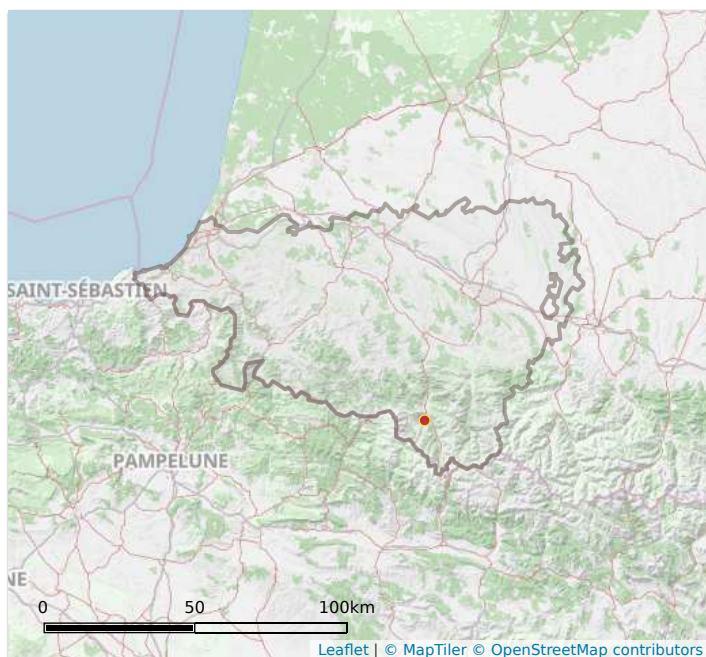 SAINT-SÉBASTIEN
PAMPELUNE
NE
0 50 100km
Leaflet | © MapTiler © OpenStreetMap contributors